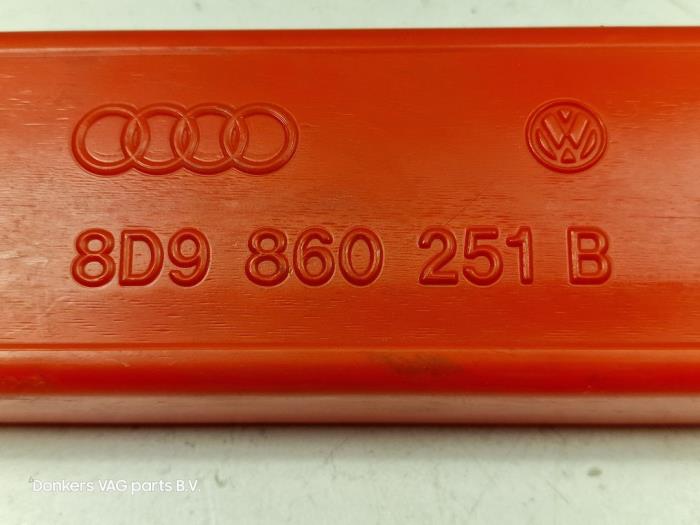 8D9 860 251 B
Donkers VAG parts B.V.